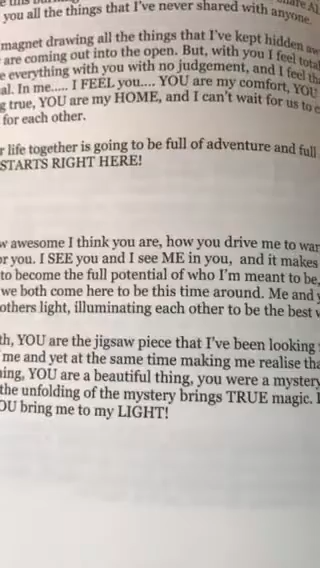 you all the things that I've never shared with anyone.
magnet drawing all the things that I've kept hidden
are coming out into the open. But, with you I feel
everything with you with no judgement, and I feel
In me..... I FEEL you.... YOU are my comfort, YOU
true, YOU are my HOME, and I can't wait for us to
for each other.
life together is going to be full of adventure and full
STARTS RIGHT HERE!
awesome I think you are, how you drive me to
you. I SEE you and I see ME in you, and it makes
to become the full potential of who I'm meant to be,
we both come here to be this time around. Me and
others light, illuminating each other to be the best
YOU are the jigsaw piece that I've been looking
me and yet at the same time making me realise
YOU are a beautiful thing, you were a mystery
the unfolding of the mystery brings TRUE magic.
bring me to my LIGHT!